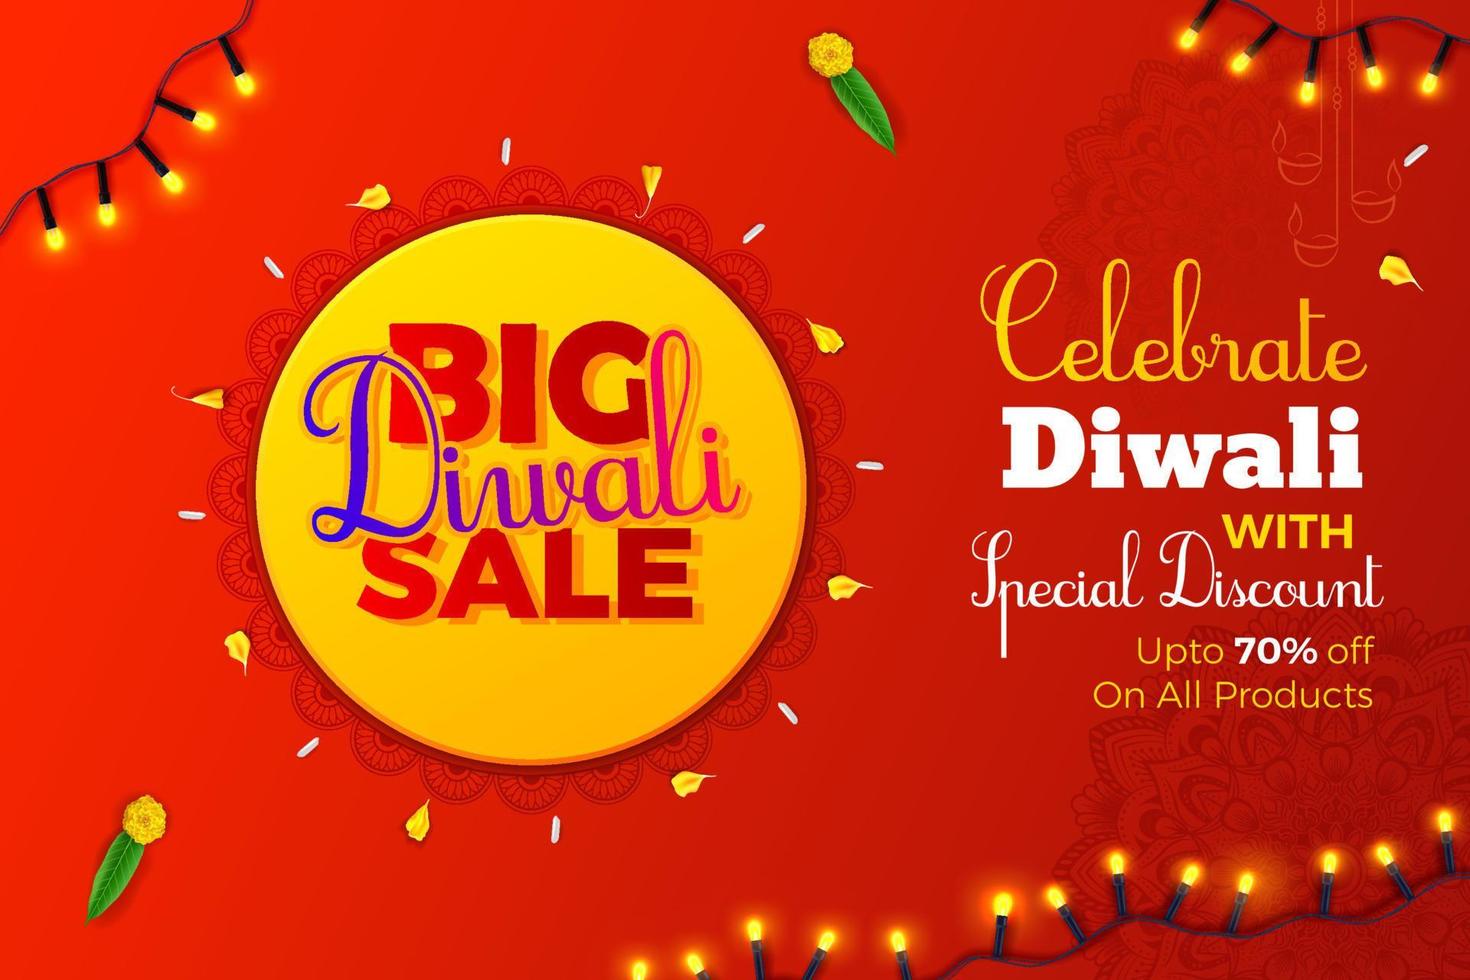 BIG
Diwali
SALE
Celebrate
Diwali
WITH
Special Discount
Upto 70% off
On All Products